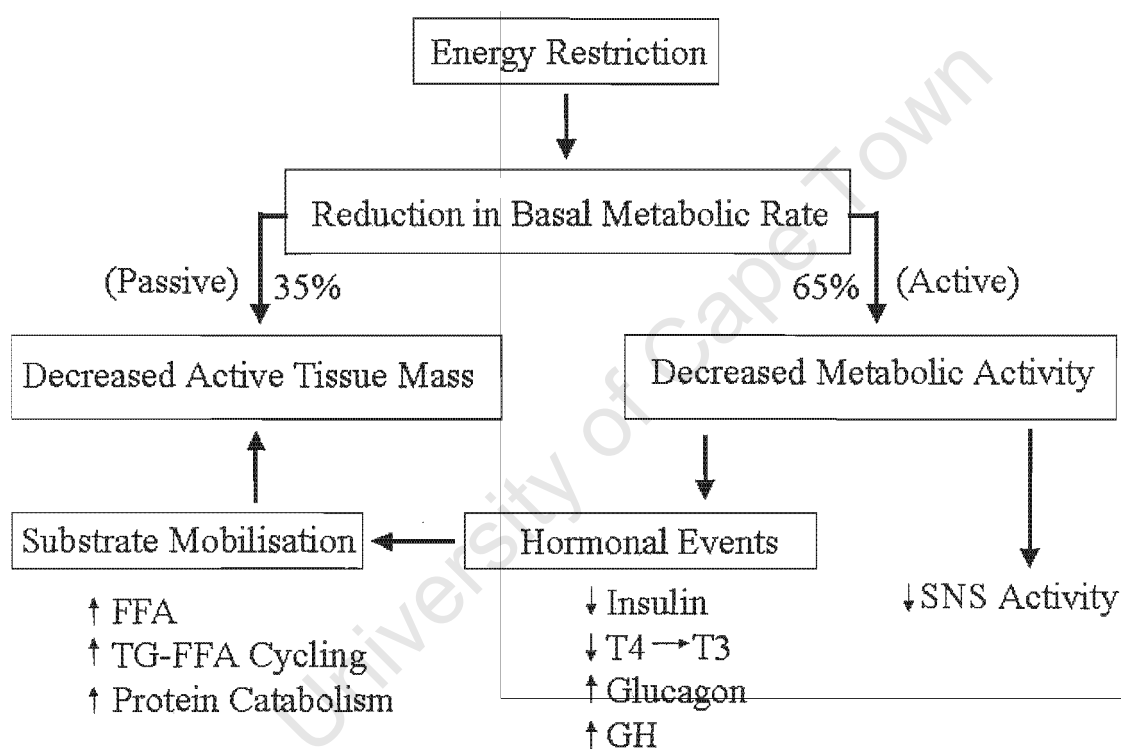 Energy Restriction
Reduction in Basal Metabolic Rate
(Passive) 35%
65% (Active)
Decreased Active Tissue Mass
Decreased Metabolic Activity
Substrate Mobilisation
Hormonal Events
↑ FFA
↑ TG-FFA Cycling
↑ Protein Catabolism
↓ Insulin
↓ T4 → T3
↑ Glucagon
↑ GH
↓ SNS Activity
University of Cape Town